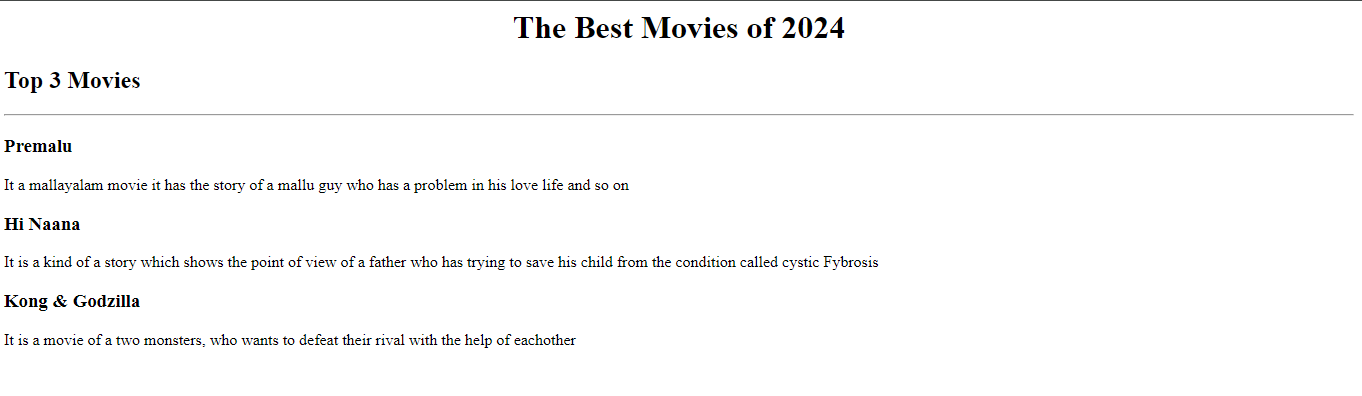 The Best Movies of 2024
Top 3 Movies
Premalu
It a mallayalam movie it has the story of a mallu guy who has a problem in his love life and so on
Hi Naana
It is a kind of a story which shows the point of view of a father who has trying to save his child from the condition called cystic Fybrosis
Kong & Godzilla
It is a movie of a two monsters, who wants to defeat their rival with the help of eachother